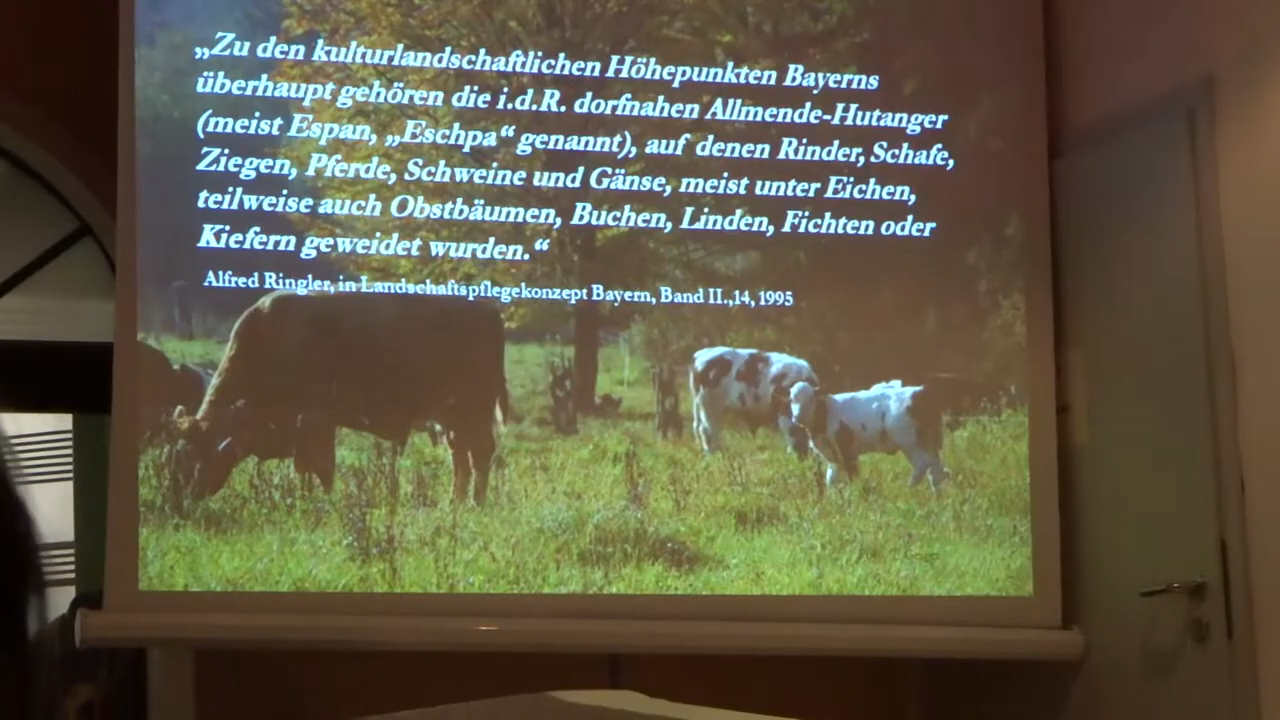 „Zu den kulturlandschaftlichen Höhepunkten Bayerns
überhaupt gehören die i.d.R. dorfnahen Allmende-Hutanger
(meist Espan, „Eschpa“ genannt), auf denen Rinder, Schafe,
Ziegen, Pferde, Schweine und Gänse, meist unter Eichen,
teilweise auch Obstbäumen, Buchen, Linden, Fichten oder
Kiefern geweidet wurden.“
Alfred Ringler, in Landschaftspflegekonzept Bayern, Band II.,14, 1995